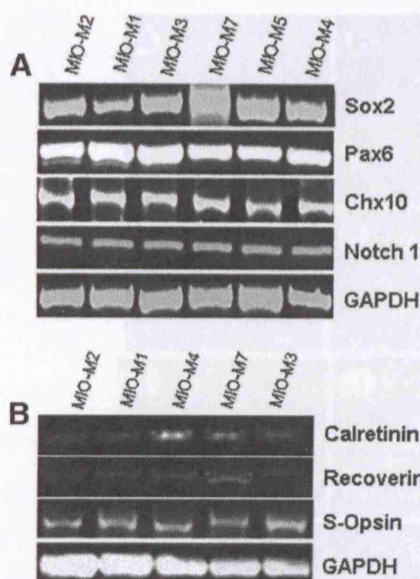 A
MIO-M2 MIO-M1 MIO-M3 MIO-M7 MIO-M5 MIO-M4
Sox2
Pax6
Chx10
Notch 1
GAPDH
B
MIO-M2 MIO-M1 MIO-M4 MIO-M7 MIO-M3
Calretinin
Recoverin
S-Opsin
GAPDH